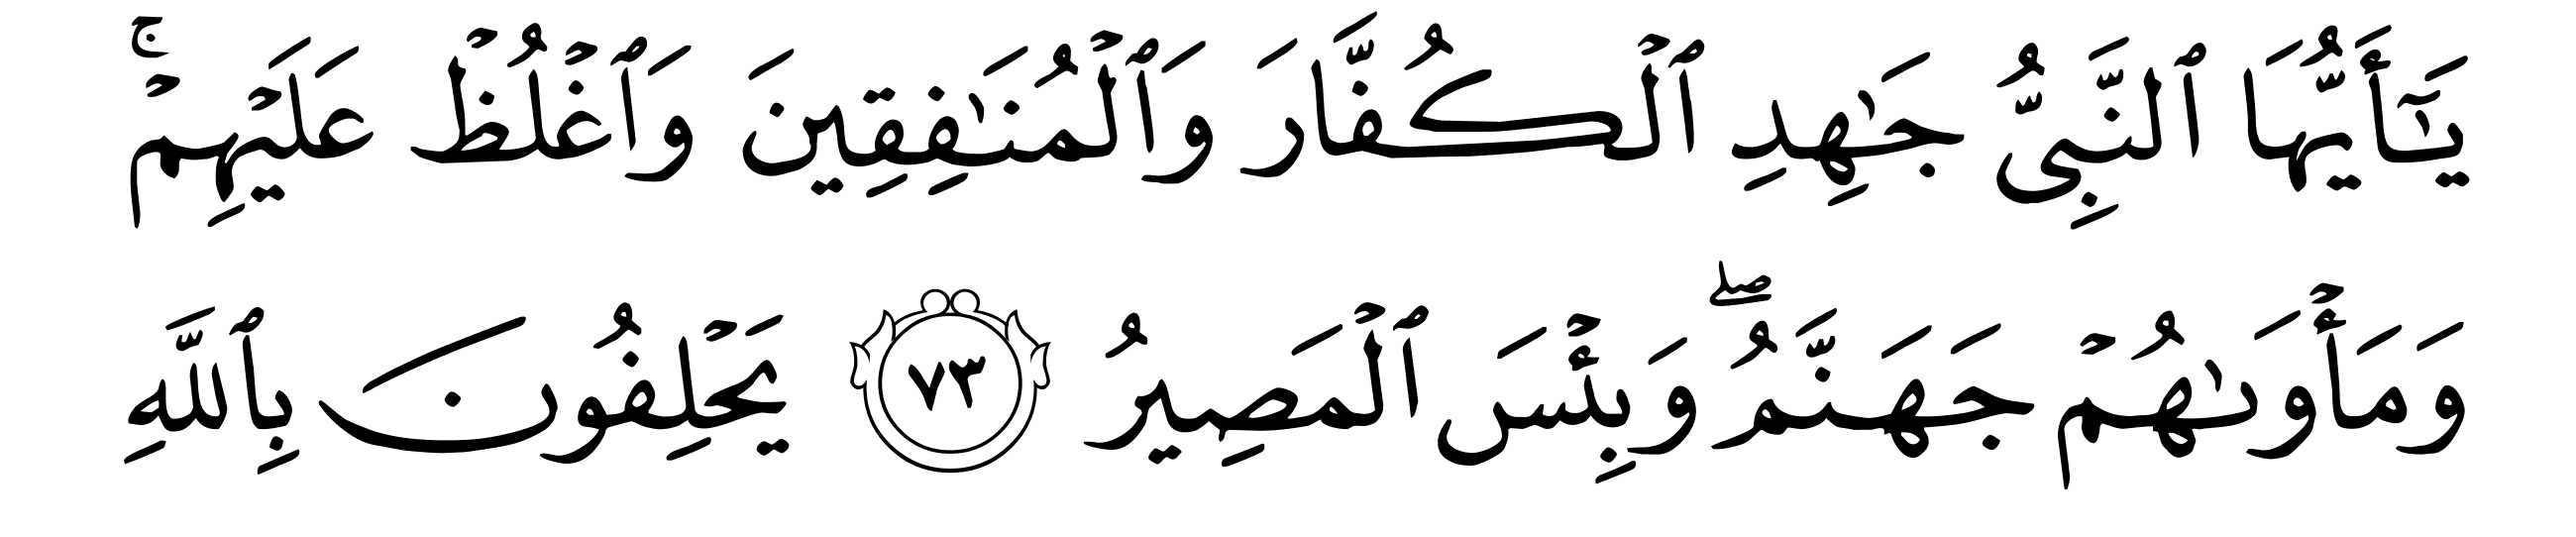 يَـٰٓأَيُّهَا ٱلنَّبِىُّ جَـٰهِدِ ٱلْكُفَّارَ وَٱلْمُنَـٰفِقِينَ وَٱغْلُظْ عَلَيْهِمْ ۚ
وَمَأْوَىٰهُمْ جَهَنَّمُ ۖ وَبِئْسَ ٱلْمَصِيرُ ٧٣ يَحْلِفُونَ بِٱللَّهِ